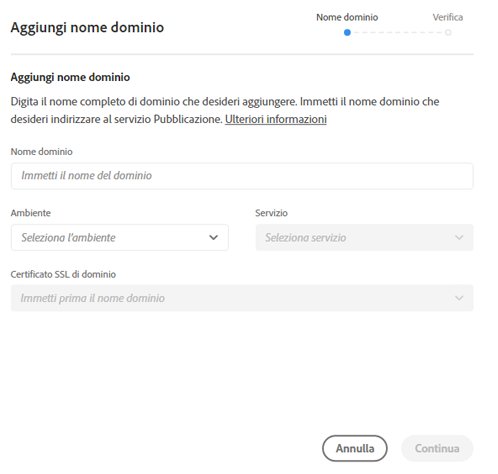 Aggiungi nome dominio
Nome dominio
Verifica
Aggiungi nome dominio
Digita il nome completo di dominio che desideri aggiungere. Immetti il nome dominio che
desideri indirizzare al servizio Pubblicazione. Ulteriori informazioni
Nome dominio
Immetti il nome del dominio
Ambiente
Servizio
Seleziona l'ambiente
Seleziona servizio
Certificato SSL di dominio
Immetti prima il nome dominio
Annulla
Continua